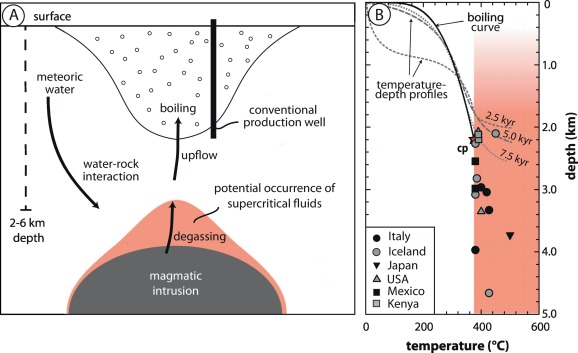 A
surface
meteoric
water
boiling
conventional
production well
upflow
water-rock
interaction
potential occurrence of
supercritical fluids
2-6 km
depth
degassing
magmatic
intrusion
B
boiling
curve
temperature-
depth profiles
2.5 kyr
5.0 kyr
7.5 kyr
cp
Italy
Iceland
Japan
USA
Mexico
Kenya
0
1.0
2.0
3.0
4.0
5.0
depth (km)
0
200
400
600
temperature (°C)